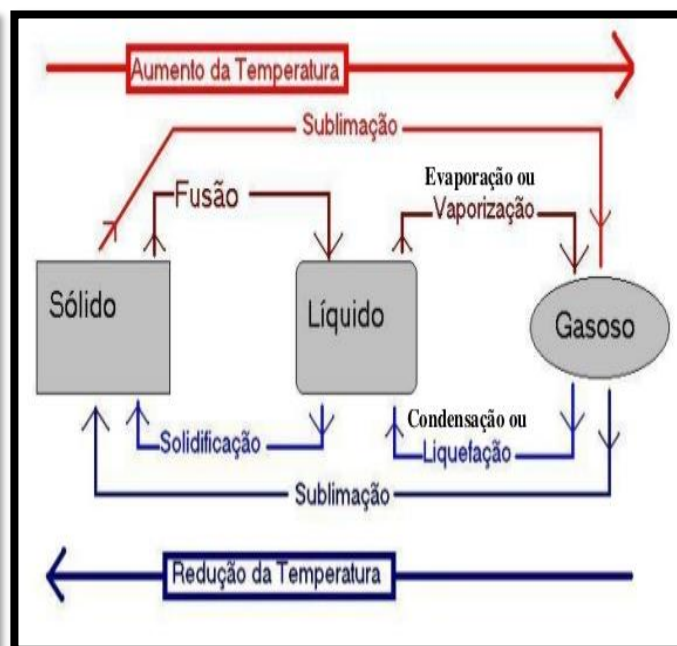 Aumento da Temperatura
Sublimação
Fusão
Evaporação ou
Vaporização
Sólido
Líquido
Gasoso
Solidificação
Condensação ou
Liquefação
Sublimação
Redução da Temperatura